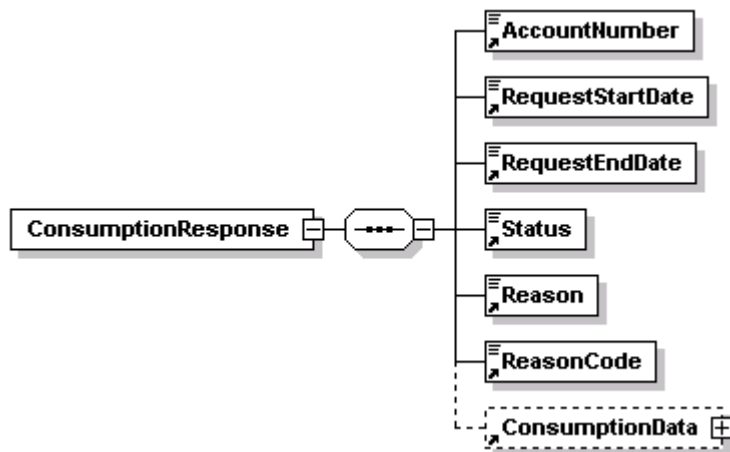 AccountNumber
RequestStartDate
RequestEndDate
ConsumptionResponse
Status
Reason
ReasonCode
ConsumptionData